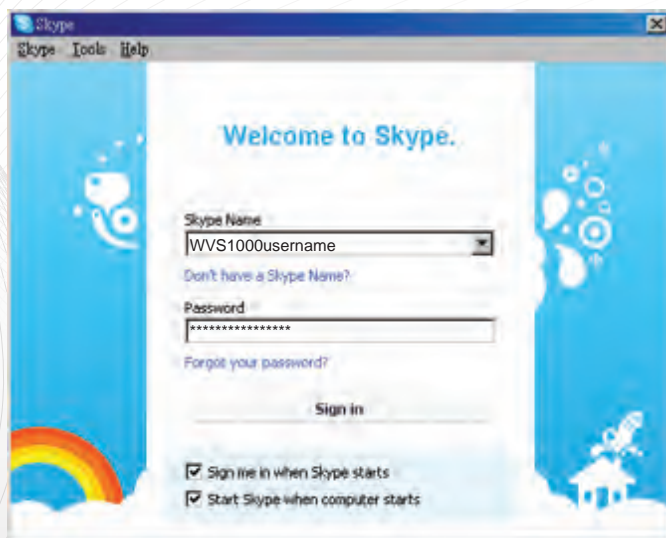 Skype
Skype Tools Help
Welcome to Skype.
Skype Name
WVS1000username
Don't have a Skype Name?
Password
****************
Forgot your password?
Sign in
Sign me in when Skype starts
Start Skype when computer starts